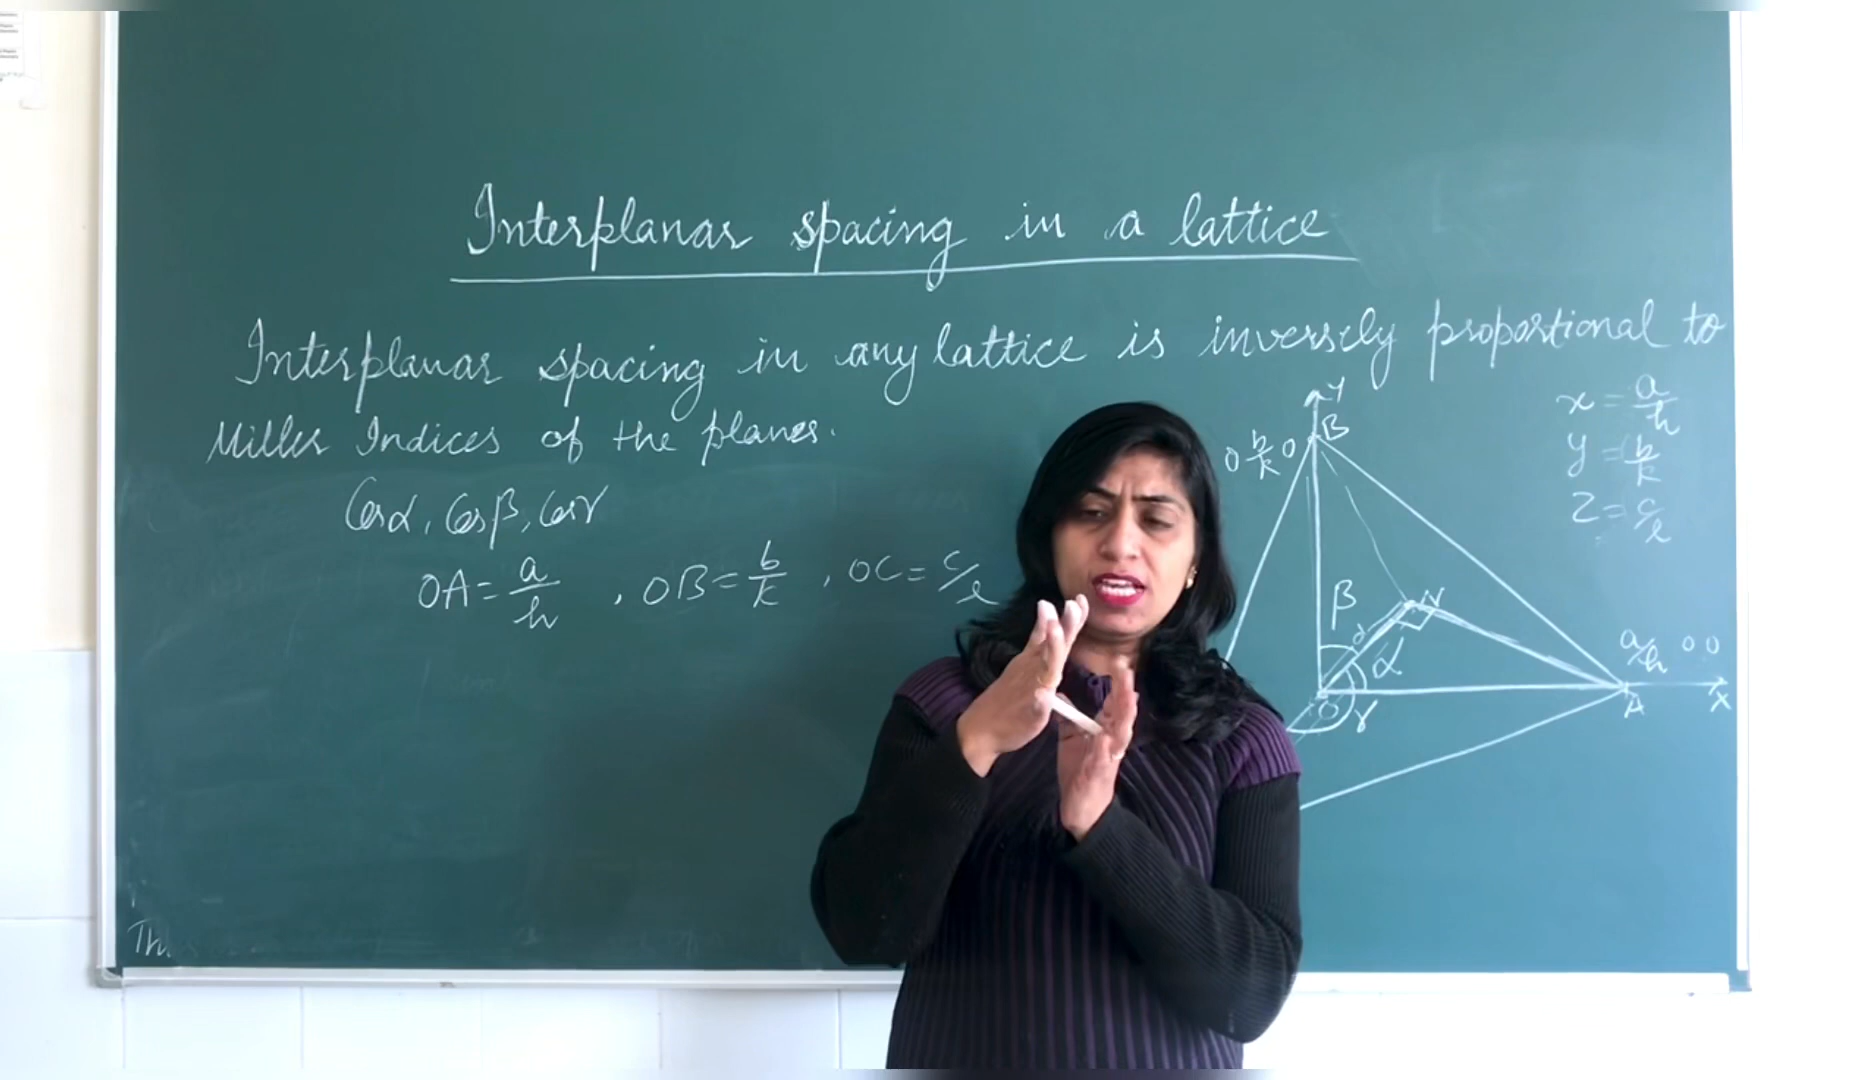 Interplanar spacing in a lattice
Interplanar spacing in any lattice is inversely proportional to
Miller Indices of the planes.
Cosα, Cosβ, Cosγ
OA = a/h , OB = b/k , OC = c/l
x = a/h
y = b/k
Z = c/l
Y
B
0 b/k 0
β
N
d
α
a/h 0 0
O
γ
A
X
Th